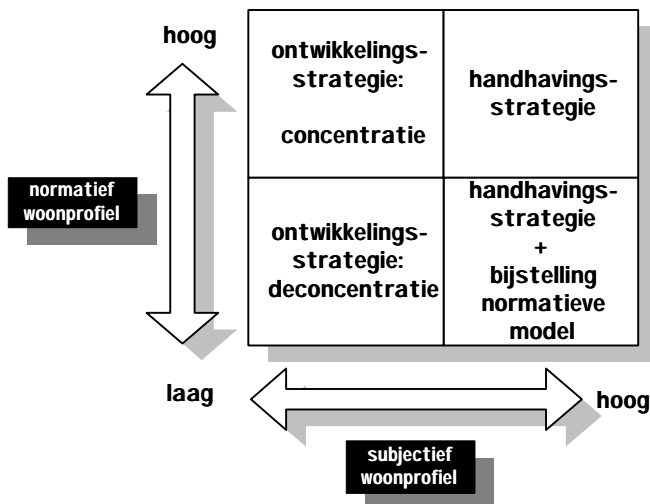 hoog
ontwikkelings-
strategie:
concentratie
handhavings-
strategie
normatief
woonprofiel
ontwikkelings-
strategie:
deconcentratie
handhavings-
strategie
+
bijstelling
normatieve
model
laag
hoog
subjectief
woonprofiel